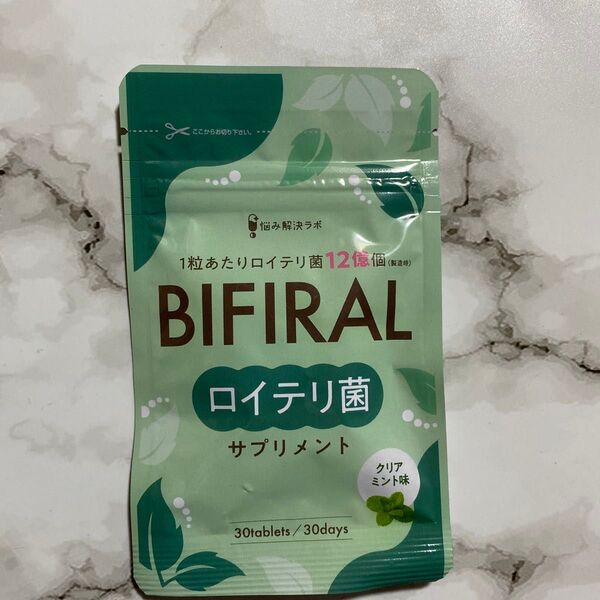 ここからお切り下さい。
悩み解決ラボ
1粒あたりロイテリ菌12億個(製造時)
BIFIRAL
ロイテリ菌
サプリメント
クリア
ミント味
30tablets/30days